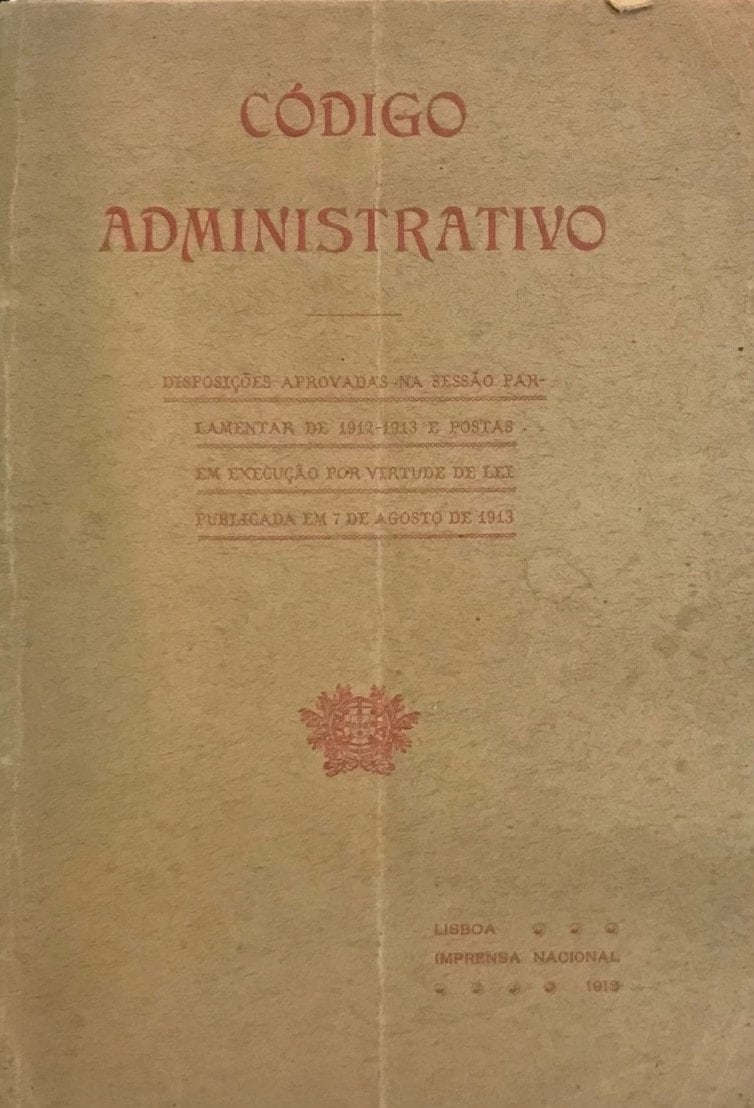 CÓDIGO
ADMINISTRATIVO
DISPOSIÇÕES APROVADAS NA SESSÃO PAR-
LAMENTAR DE 1912-1913 E POSTAS
EM EXECUÇÃO POR VIRTUDE DE LEI
PUBLICADA EM 7 DE AGOSTO DE 1913
LISBOA
IMPRENSA NACIONAL
1913